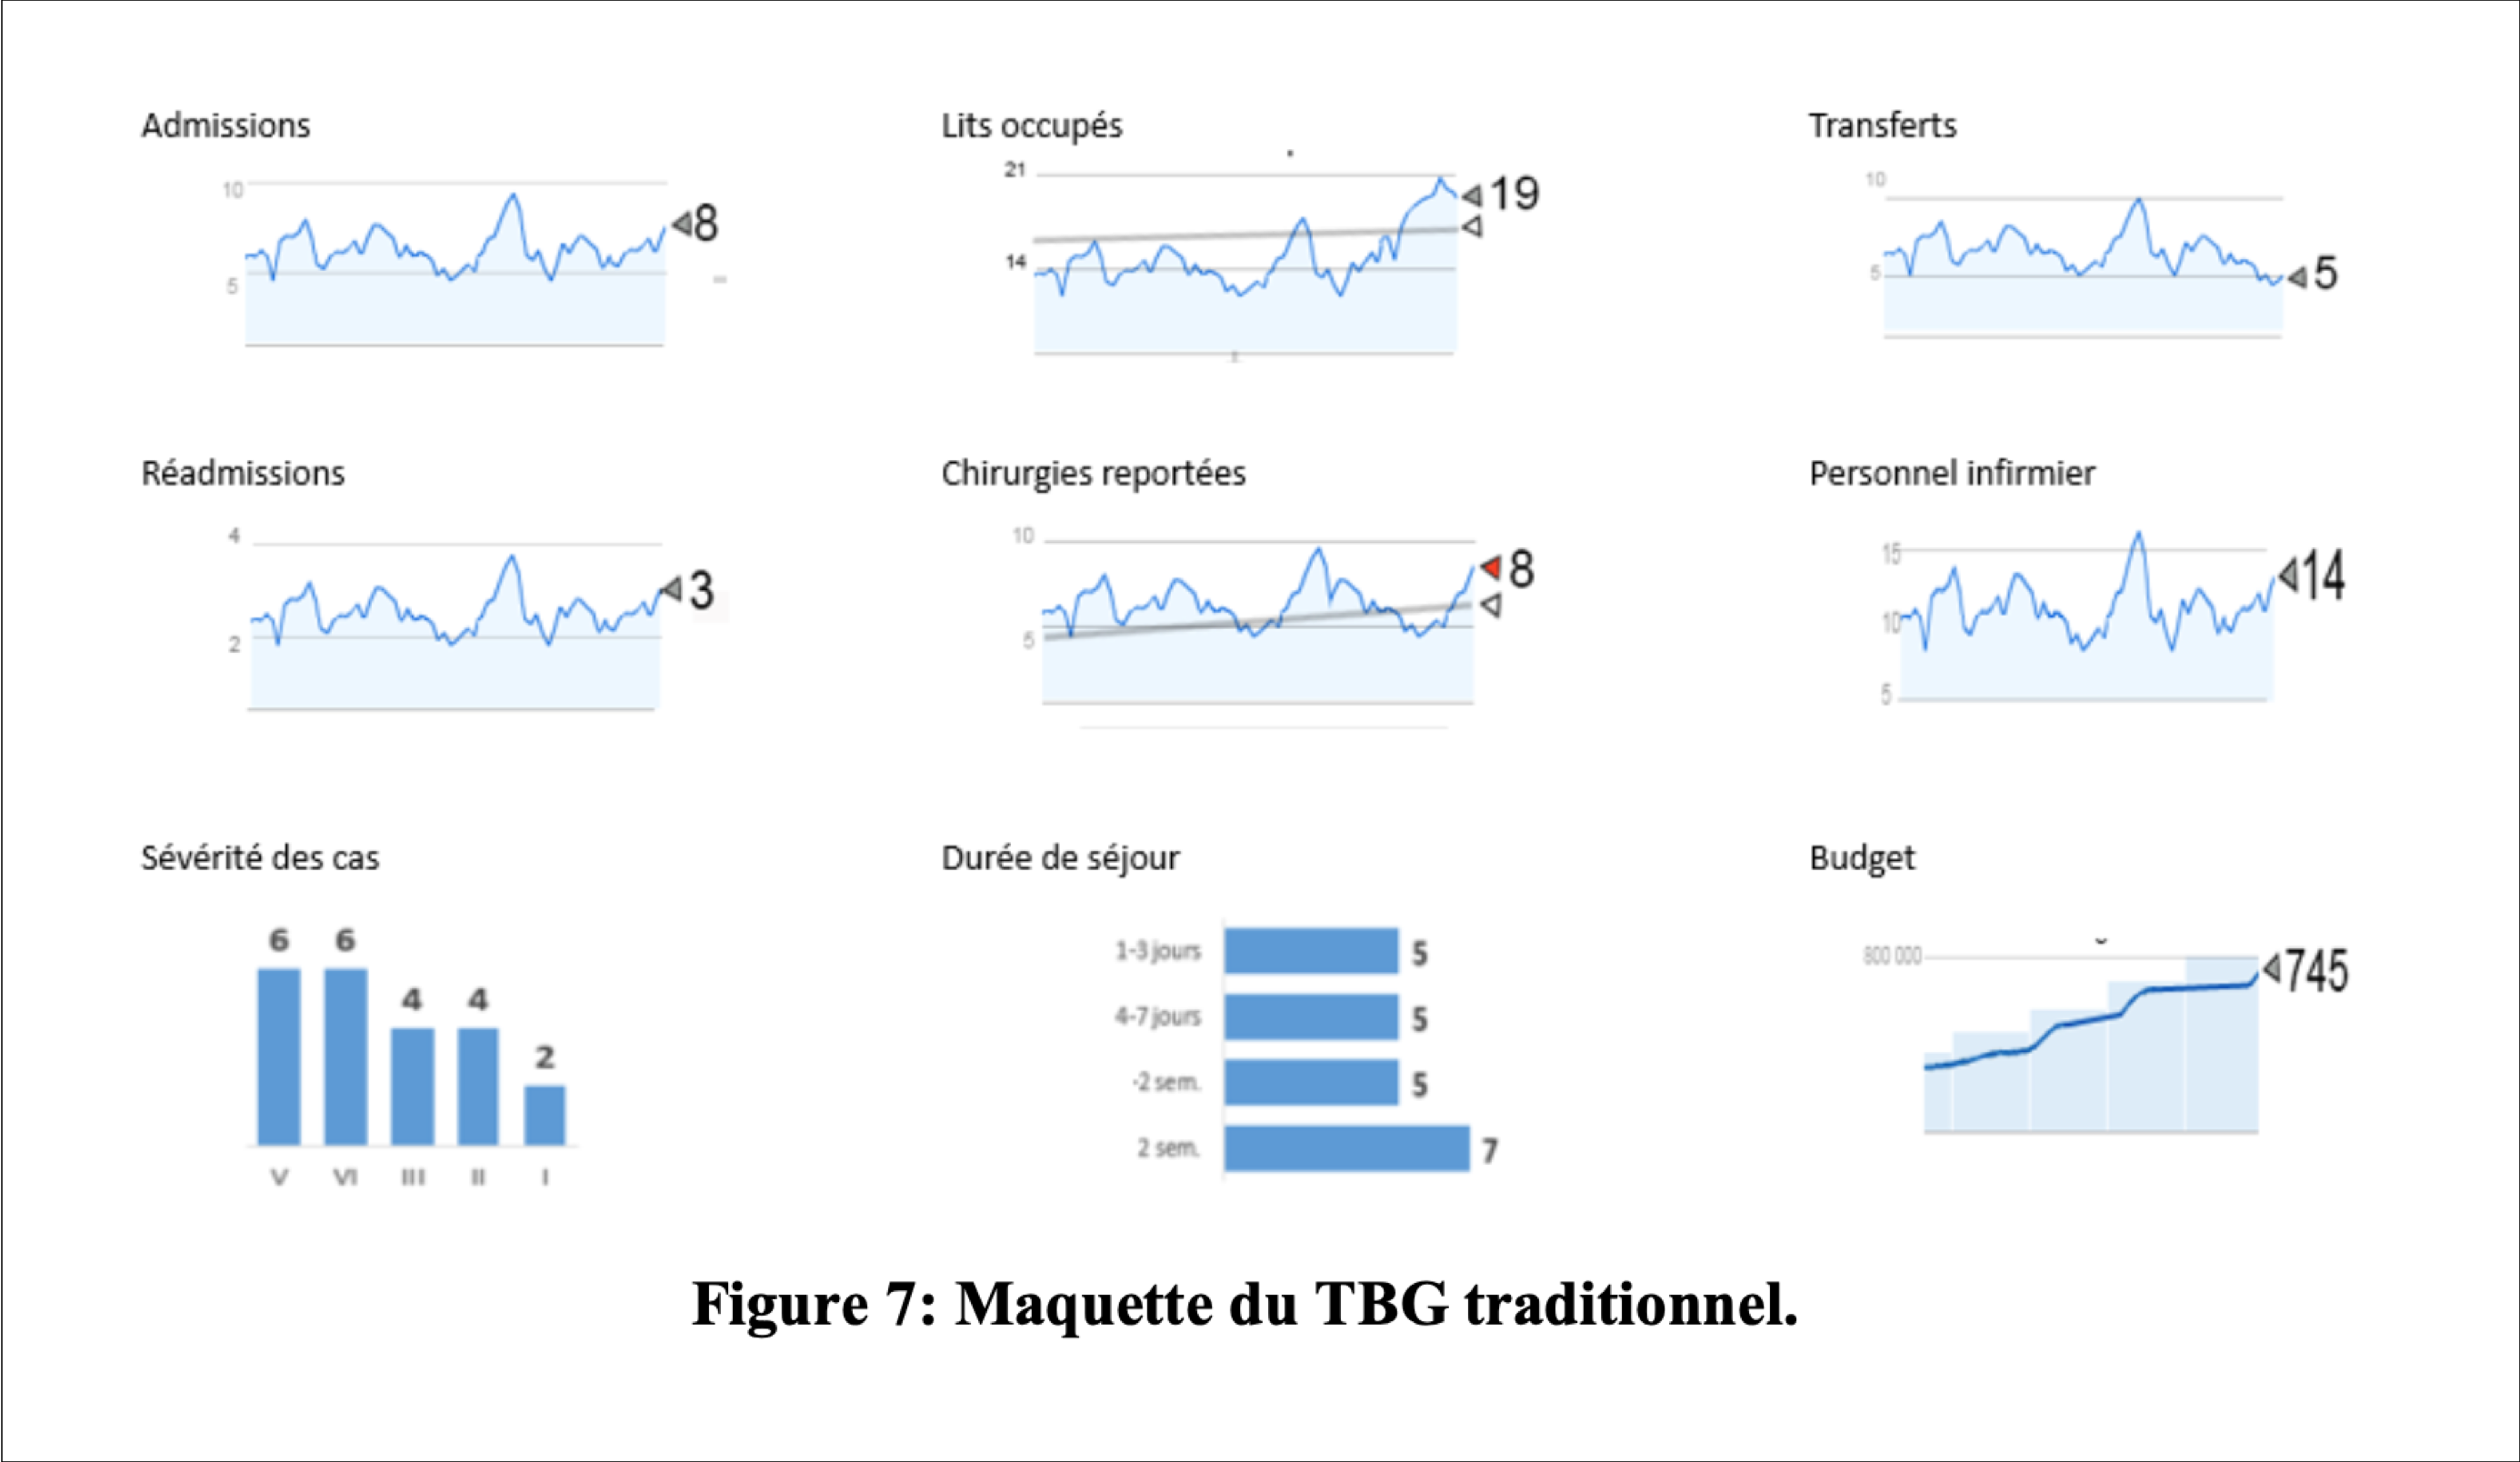 Admissions
10
5
8
Lits occupés
21
14
19
Transferts
10
5
5
Réadmissions
4
2
3
Chirurgies reportées
10
5
8
Personnel infirmier
15
10
5
14
Sévérité des cas
6 6 4 4 2
V VI III II I
Durée de séjour
1-3 jours 5
4-7 jours 5
-2 sem. 5
2 sem. 7
Budget
800 000
745
Figure 7: Maquette du TBG traditionnel.